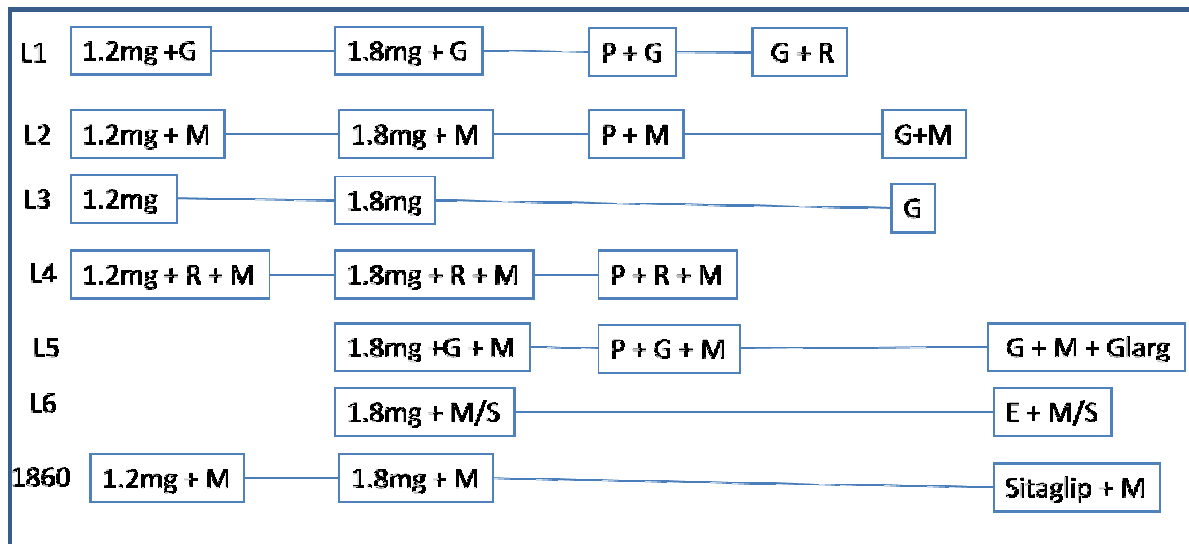 L1 1.2mg +G 1.8mg + G P + G G + R
L2 1.2mg + M 1.8mg + M P + M G+M
L3 1.2mg 1.8mg G
L4 1.2mg + R + M 1.8mg + R + M P + R + M
L5 1.8mg +G + M P + G + M G + M + Glarg
L6 1.8mg + M/S E + M/S
1860 1.2mg + M 1.8mg + M Sitaglip + M